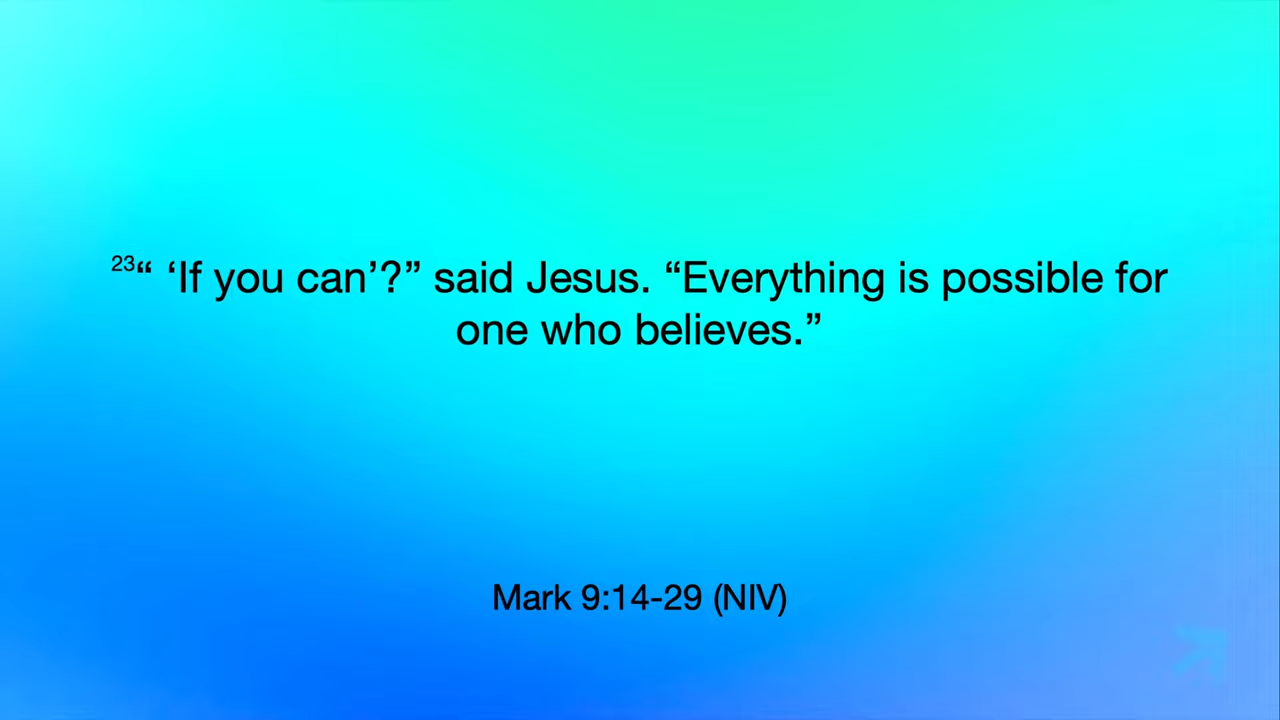 23“ ‘If you can’?” said Jesus. “Everything is possible for
one who believes.”
Mark 9:14-29 (NIV)